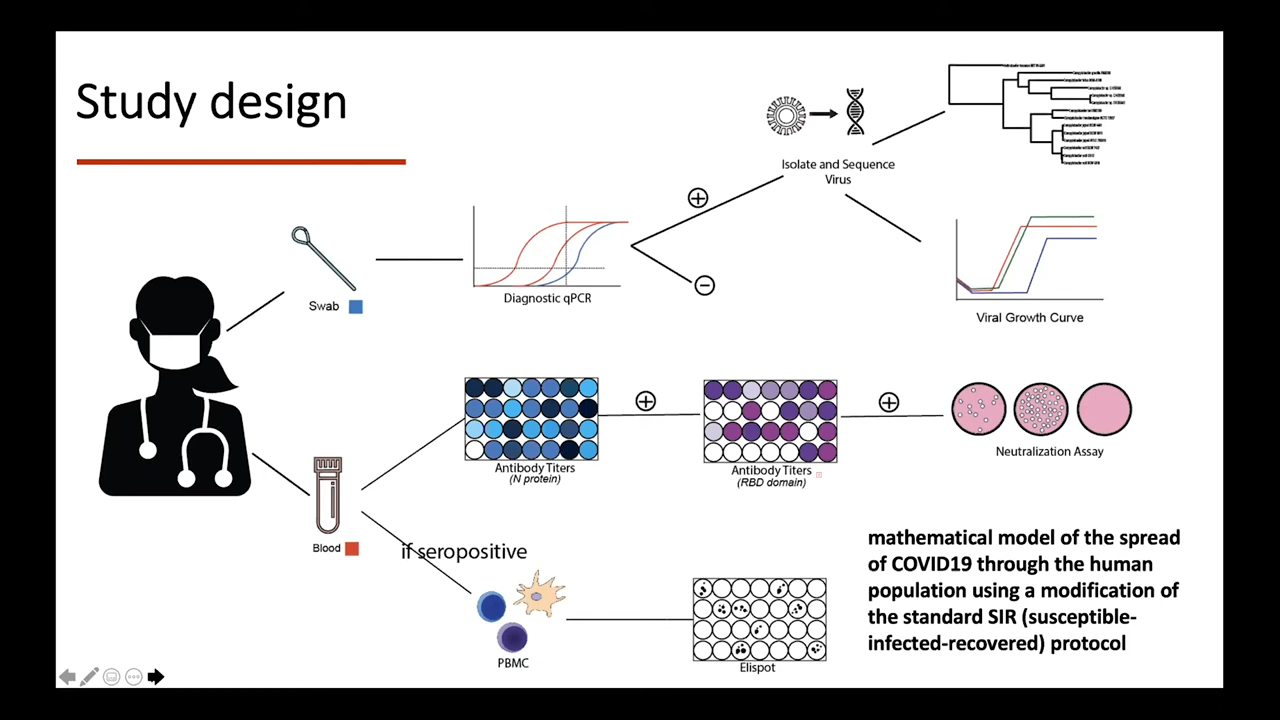 Study design
Isolate and Sequence
Virus
Swab
Diagnostic qPCR
Viral Growth Curve
Antibody Titers
(N protein)
Antibody Titers
(RBD domain)
Neutralization Assay
Blood
if seropositive
PBMC
Elispot
mathematical model of the spread
of COVID19 through the human
population using a modification of
the standard SIR (susceptible-
infected-recovered) protocol